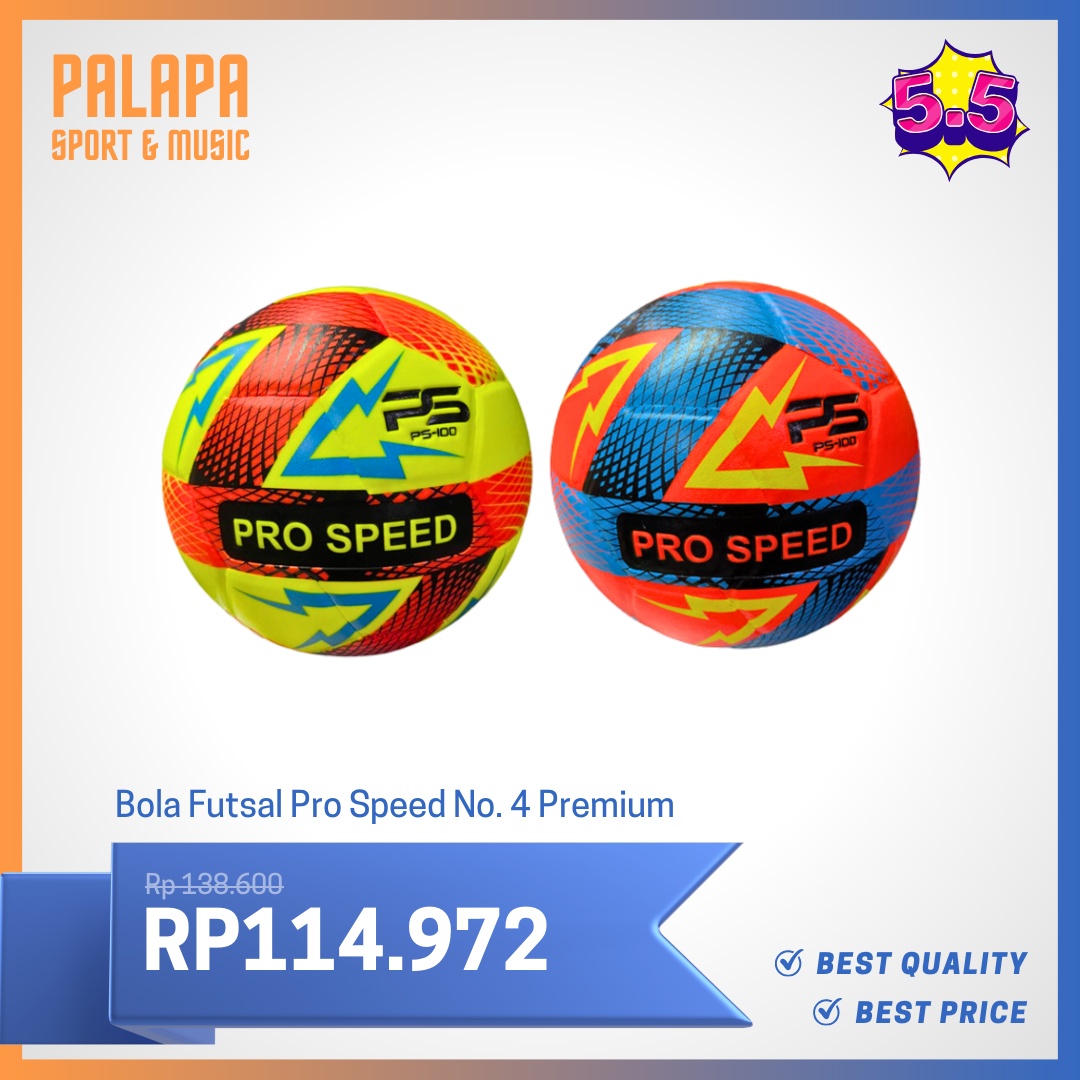 PALAPA
SPORT & MUSIC
5.5
PS
PS-100
PRO SPEED
PS
PS-100
PRO SPEED
Bola Futsal Pro Speed No. 4 Premium
Rp 138.600
RP114.972
BEST QUALITY
BEST PRICE